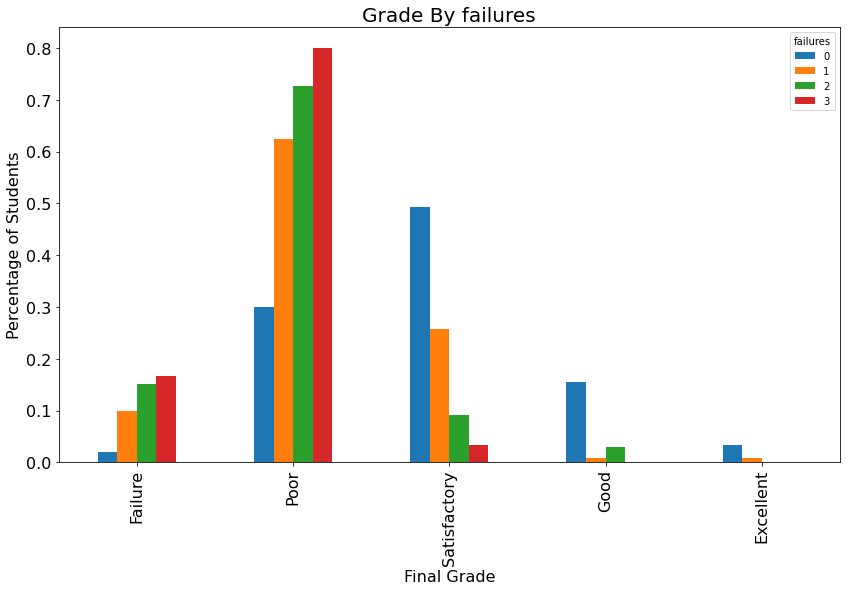 Grade By failures
failures
0
1
2
3
Percentage of Students
0.8
0.7
0.6
0.5
0.4
0.3
0.2
0.1
0.0
Failure
Poor
Satisfactory
Good
Excellent
Final Grade